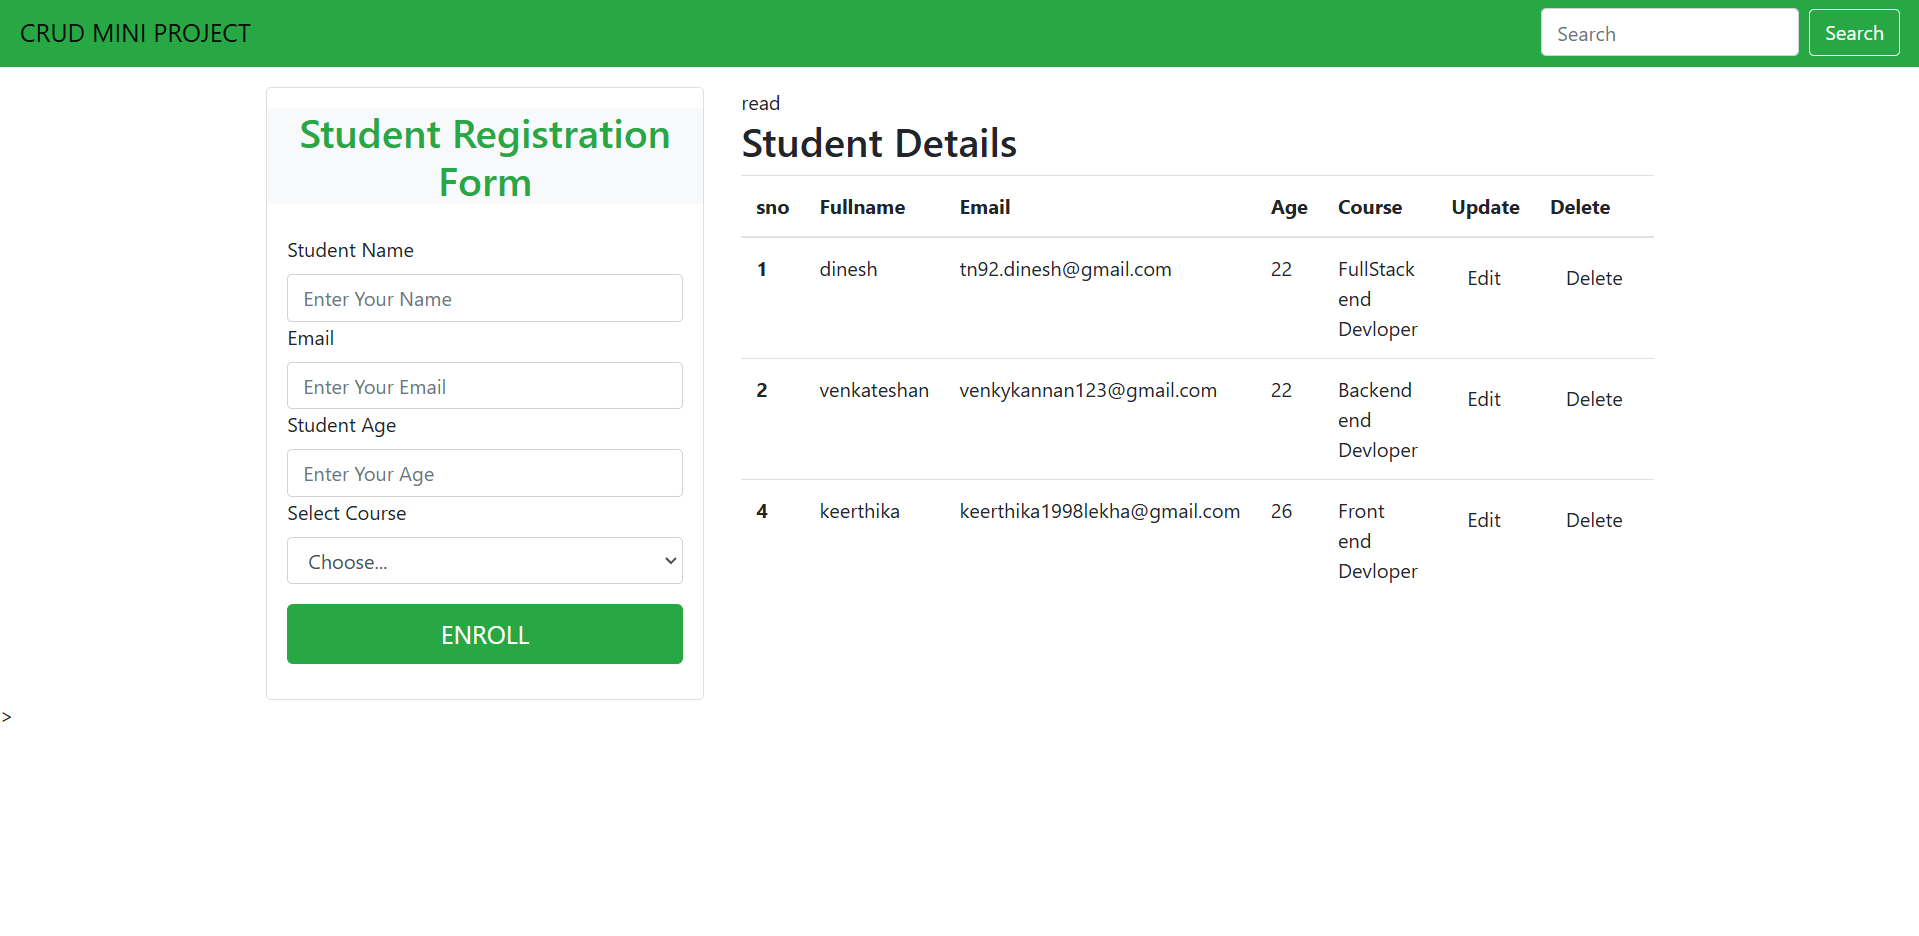 CRUD MINI PROJECT
Search
Search
Student Registration
Form
Student Name
Enter Your Name
Email
Enter Your Email
Student Age
Enter Your Age
Select Course
Choose...
ENROLL
read
Student Details
sno Fullname Email Age Course Update Delete
1 dinesh tn92.dinesh@gmail.com 22 FullStack Edit Delete
end
Devloper
2 venkateshan venkykannan123@gmail.com 22 Backend Edit Delete
end
Devloper
4 keerthika keerthika1998lekha@gmail.com 26 Front Edit Delete
end
Devloper
>